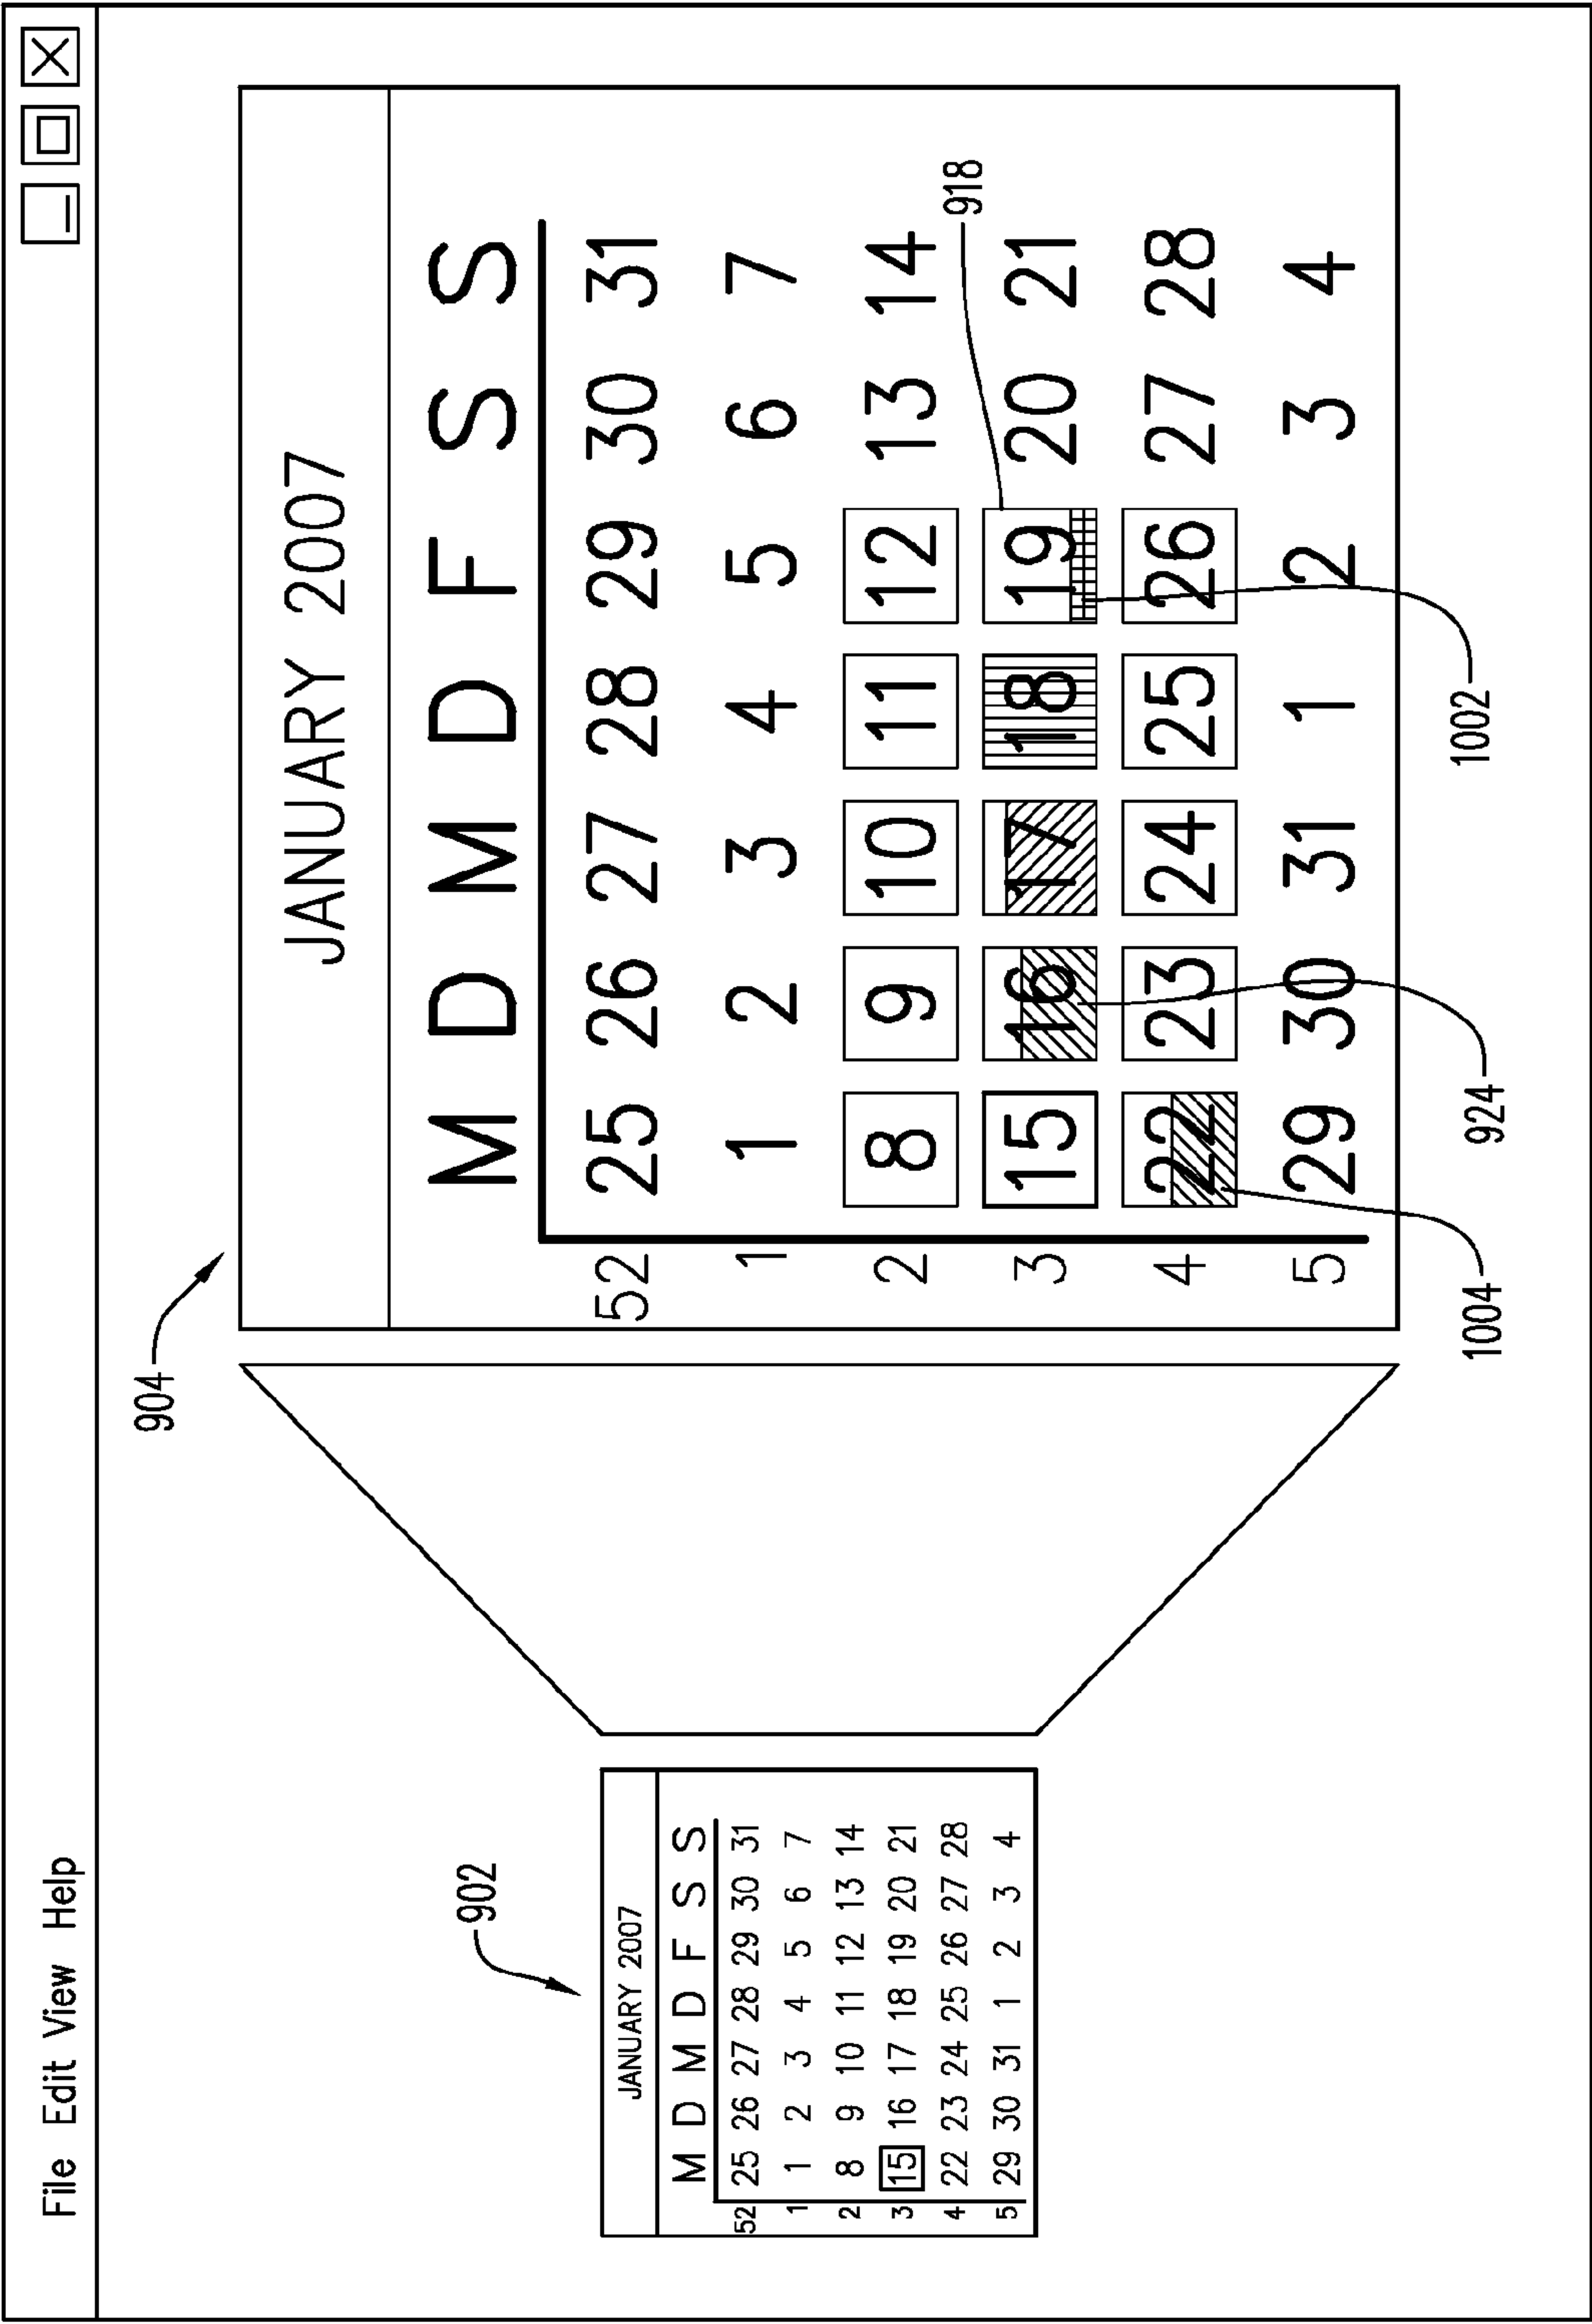 File Edit View Help
902
JANUARY 2007
M D M D F S S
52 25 26 27 28 29 30 31
1 1 2 3 4 5 6 7
2 8 9 10 11 12 13 14
3 15 16 17 18 19 20 21
4 22 23 24 25 26 27 28
5 29 30 31 1 2 3 4
904
JANUARY 2007
M D M D F S S
52 25 26 27 28 29 30 31
1 1 2 3 4 5 6 7
2 8 9 10 11 12 13 14
918
3 15 16 17 18 19 20 21
4 22 23 24 25 26 27 28
5 29 30 31 1 2 3 4
1004
924
1002